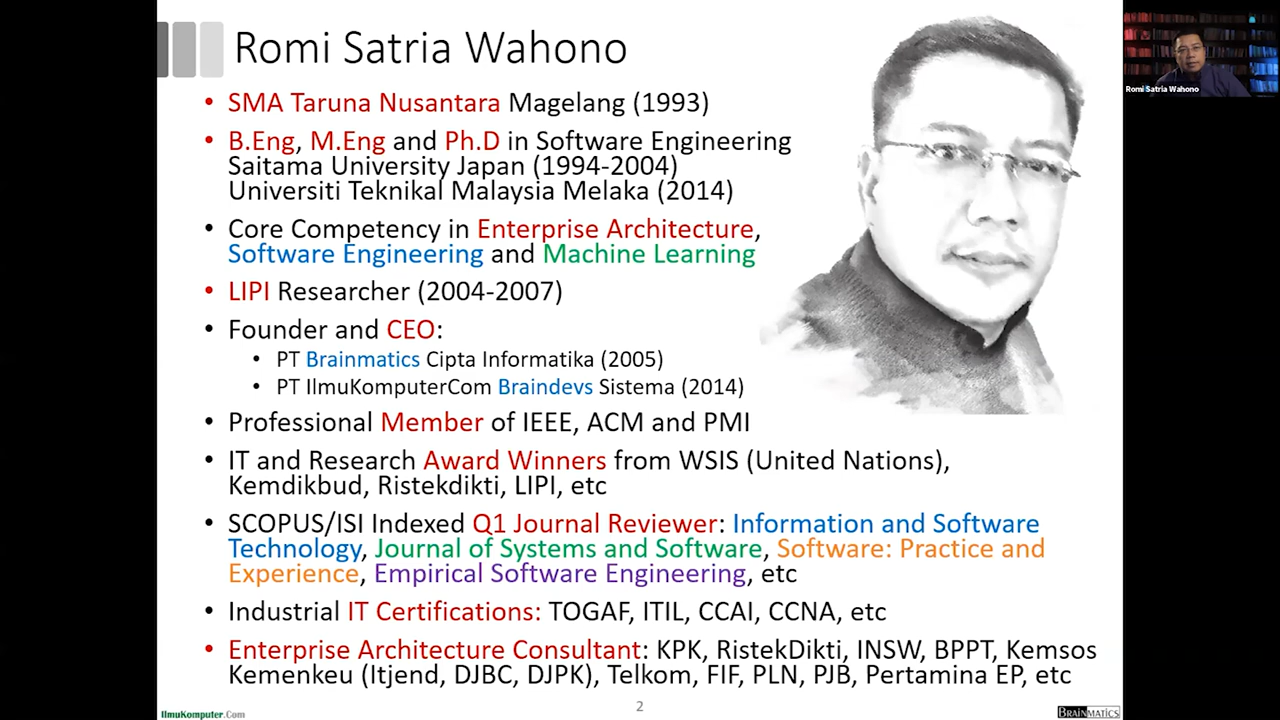 Romi Satria Wahono
• SMA Taruna Nusantara Magelang (1993)
• B.Eng, M.Eng and Ph.D in Software Engineering
Saitama University Japan (1994-2004)
Universiti Teknikal Malaysia Melaka (2014)
• Core Competency in Enterprise Architecture,
Software Engineering and Machine Learning
• LIPI Researcher (2004-2007)
• Founder and CEO:
• PT Brainmatics Cipta Informatika (2005)
• PT IlmuKomputerCom Braindevs Sistema (2014)
• Professional Member of IEEE, ACM and PMI
• IT and Research Award Winners from WSIS (United Nations),
Kemdikbud, Ristekdikti, LIPI, etc
• SCOPUS/ISI Indexed Q1 Journal Reviewer: Information and Software
Technology, Journal of Systems and Software, Software: Practice and
Experience, Empirical Software Engineering, etc
• Industrial IT Certifications: TOGAF, ITIL, CCAI, CCNA, etc
• Enterprise Architecture Consultant: KPK, RistekDikti, INSW, BPPT, Kemsos
Kemenkeu (Itjend, DJBC, DJPK), Telkom, FIF, PLN, PJB, Pertamina EP, etc
IlmuKomputer.Com
2
BRAINMATICS
Romi Satria Wahono